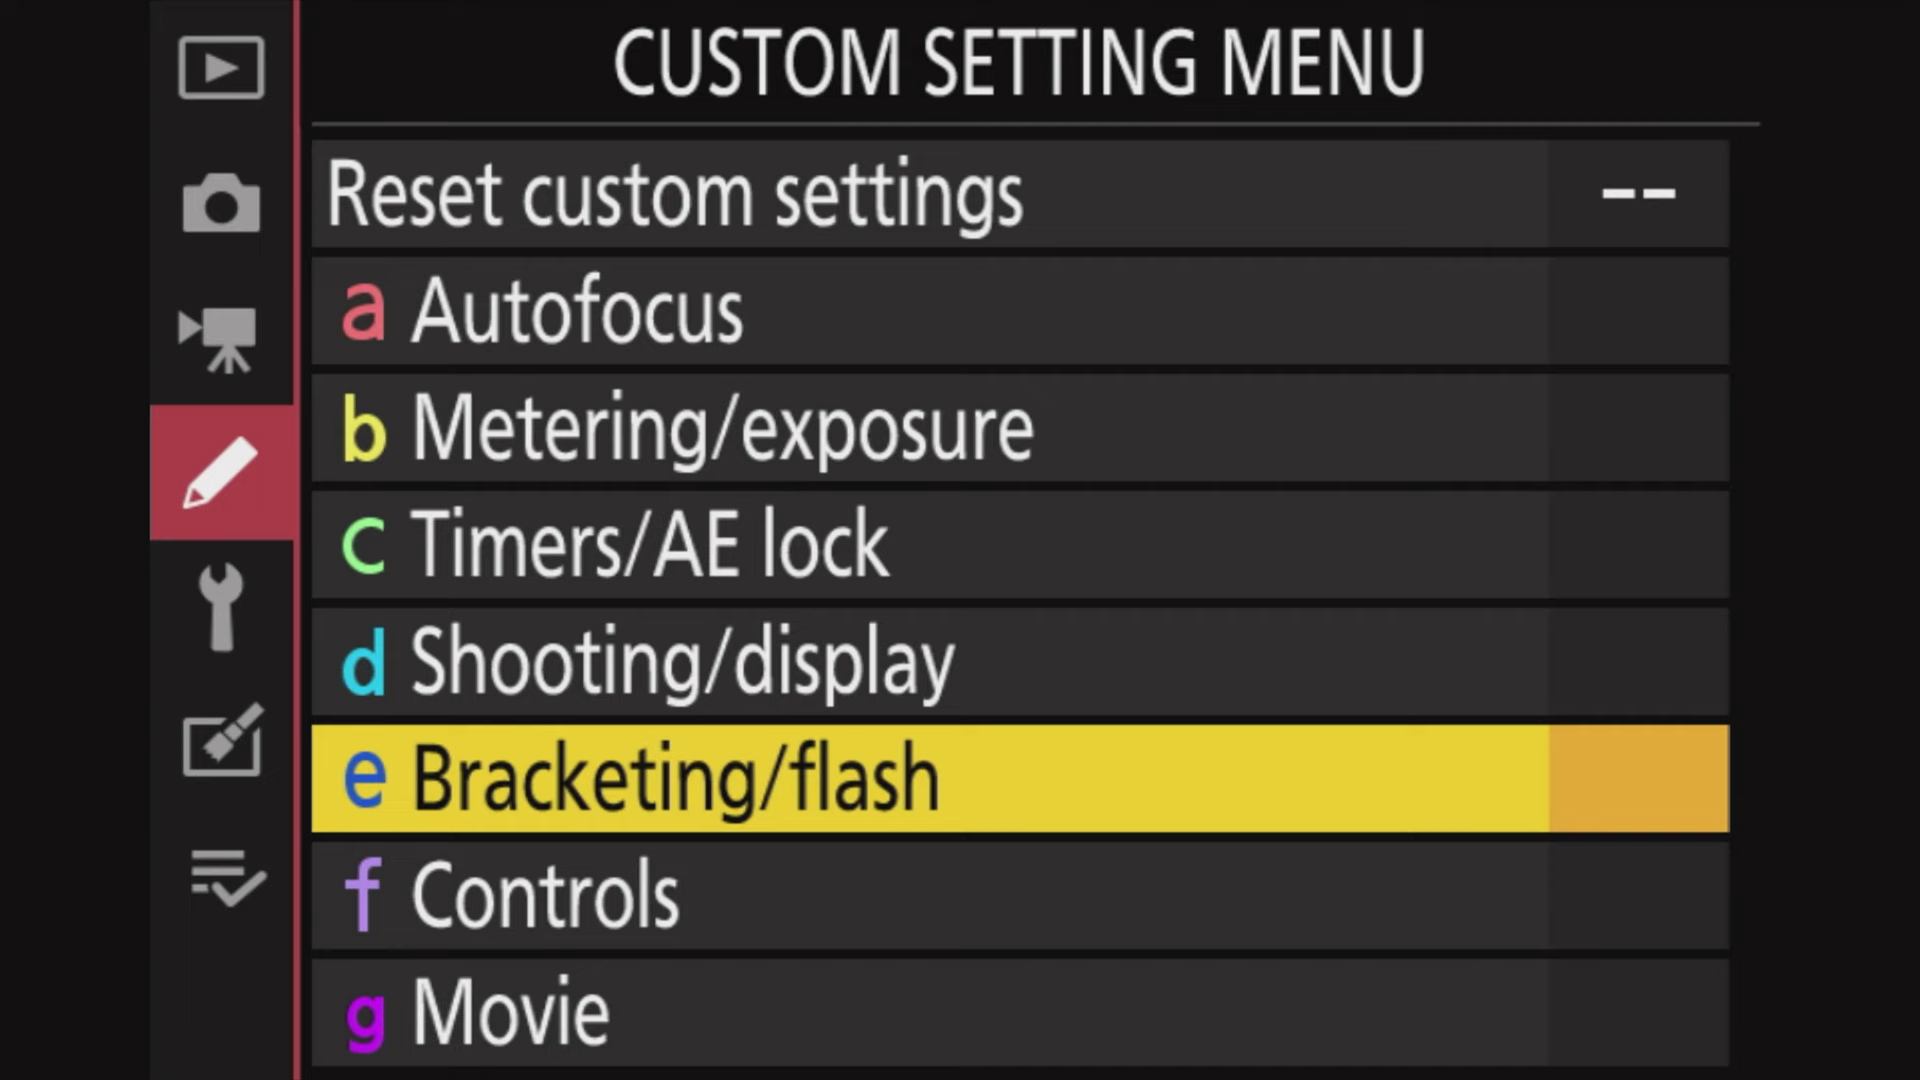 CUSTOM SETTING MENU
Reset custom settings --
a Autofocus
b Metering/exposure
c Timers/AE lock
d Shooting/display
e Bracketing/flash
f Controls
g Movie